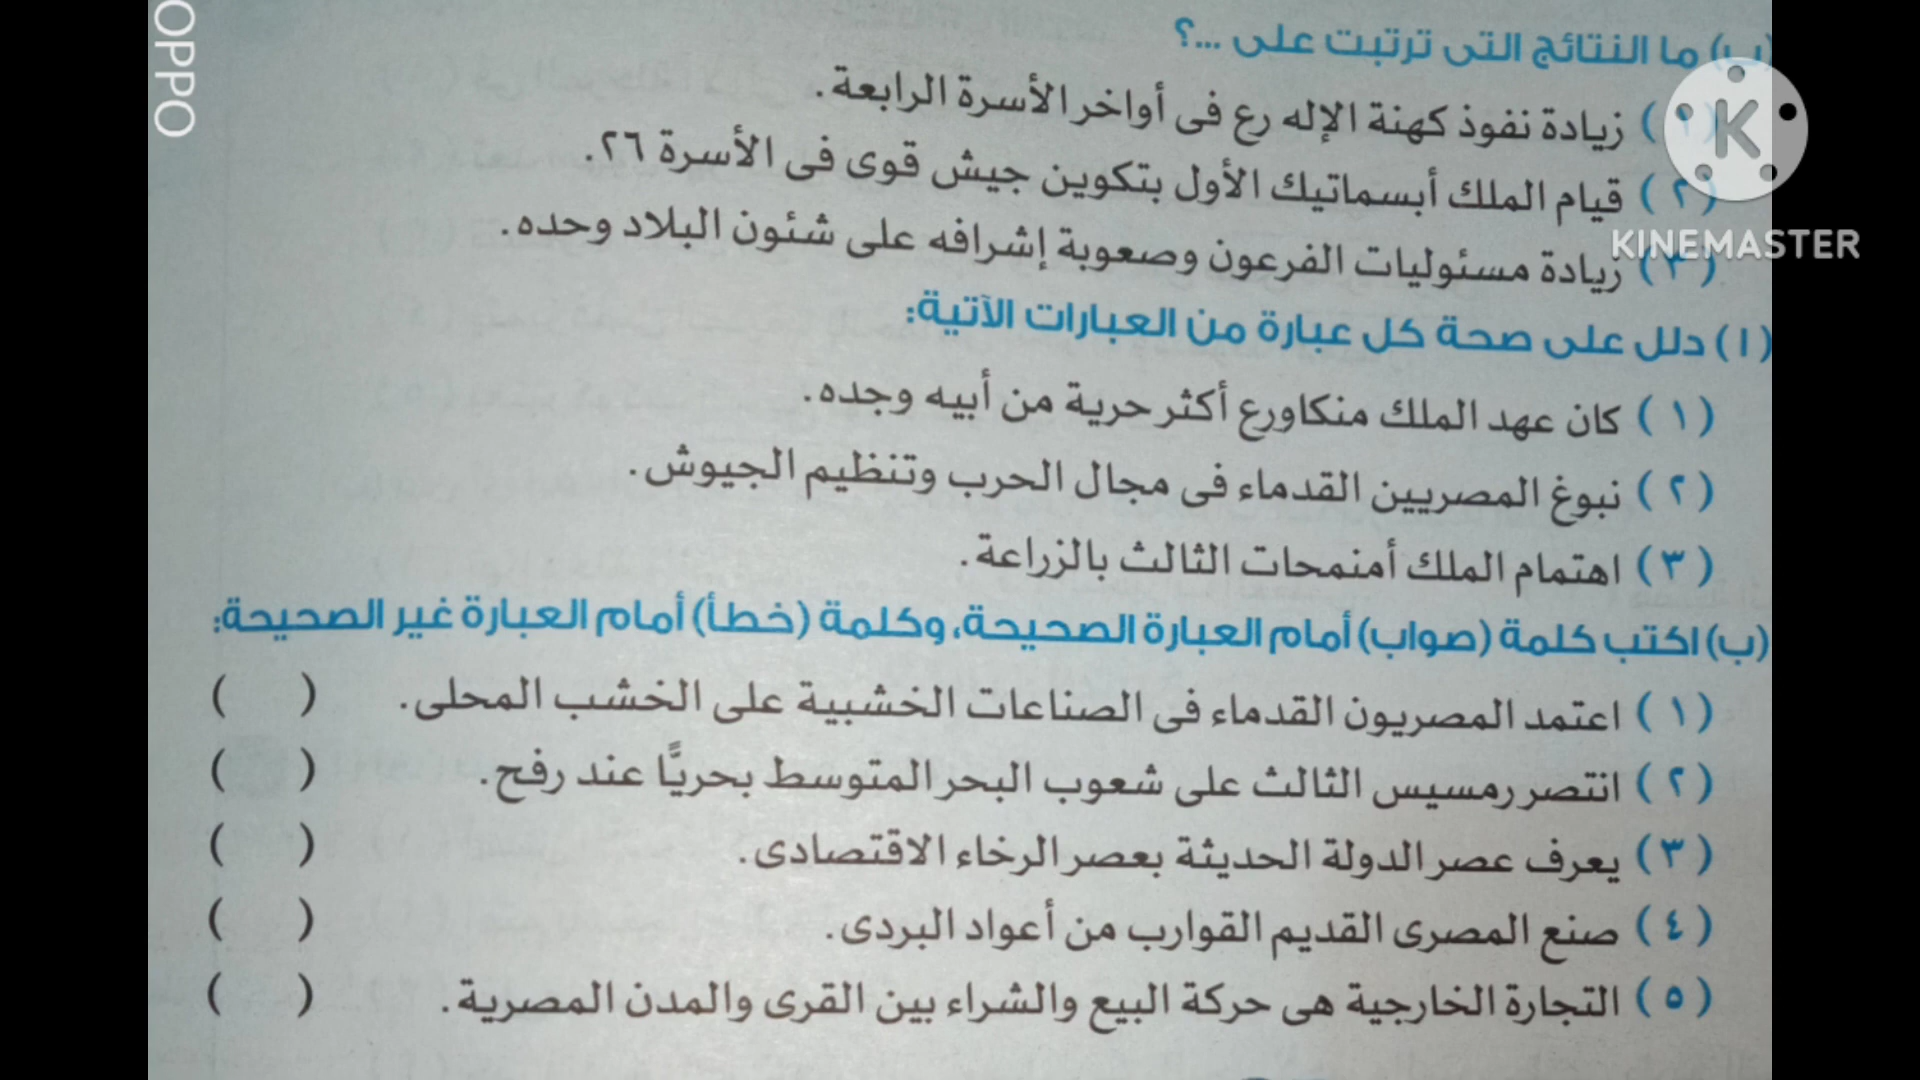 OPPO
(ب) ما النتائج التى ترتبت على ...؟
(١) زيادة نفوذ كهنة الإله رع فى أواخر الأسرة الرابعة.
(٢) قيام الملك أبسماتيك الأول بتكوين جيش قوى فى الأسرة ٢٦.
(٣) زيادة مسئوليات الفرعون وصعوبة إشرافه على شئون البلاد وحده.
K
KINEMASTER
(١) دلل على صحة كل عبارة من العبارات الآتية:
(١) كان عهد الملك منكاورع أكثر حرية من أبيه وجده.
(٢) نبوغ المصريين القدماء فى مجال الحرب وتنظيم الجيوش.
(٣) اهتمام الملك أمنمحات الثالث بالزراعة.
(ب) اكتب كلمة (صواب) أمام العبارة الصحيحة، وكلمة (خطأ) أمام العبارة غير الصحيحة:
(١) اعتمد المصريون القدماء فى الصناعات الخشبية على الخشب المحلى. ( )
(٢) انتصر رمسيس الثالث على شعوب البحر المتوسط بحريًّا عند رفح. ( )
(٣) يعرف عصر الدولة الحديثة بعصر الرخاء الاقتصادى. ( )
(٤) صنع المصرى القديم القوارب من أعواد البردى. ( )
(٥) التجارة الخارجية هى حركة البيع والشراء بين القرى والمدن المصرية. ( )